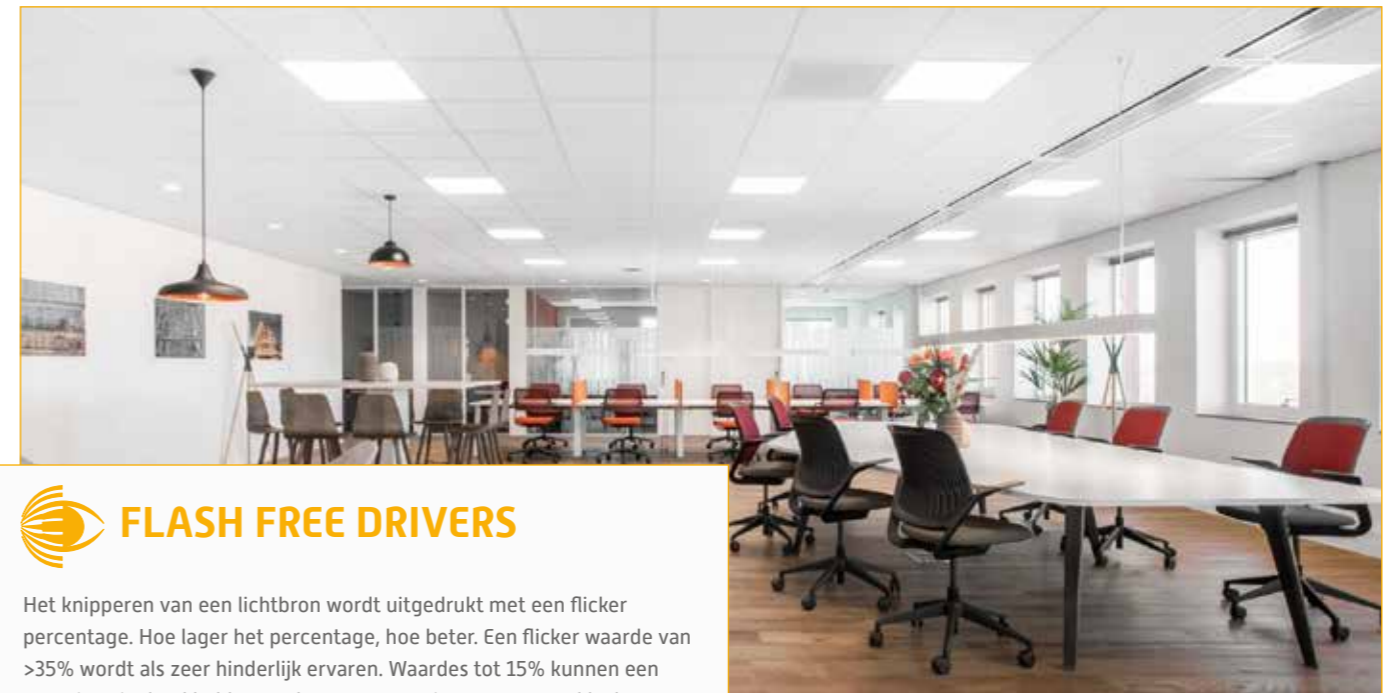 FLASH FREE DRIVERS
Het knipperen van een lichtbron wordt uitgedrukt met een flicker
percentage. Hoe lager het percentage, hoe beter. Een flicker waarde van
>35% wordt als zeer hinderlijk ervaren. Waardes tot 15% kunnen een